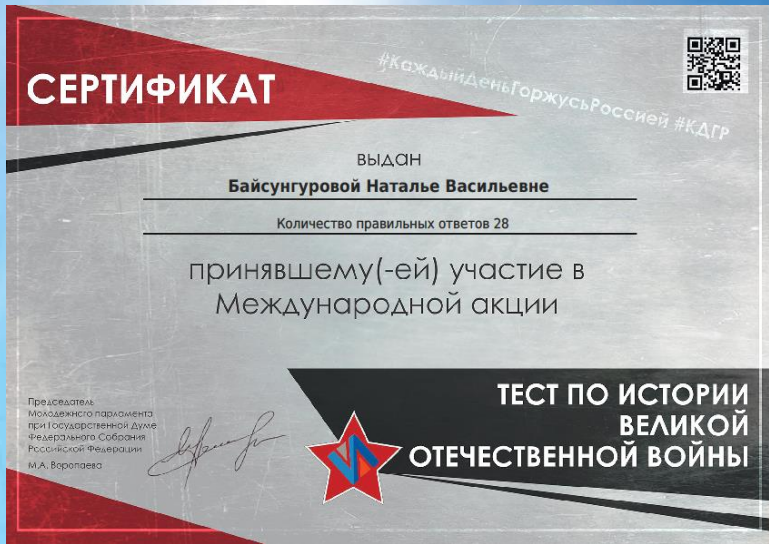 СЕРТИФИКАТ
#КаждыйДеньГоржусьРоссией #КДГР
выдан
Байсунгуровой Наталье Васильевне
Количество правильных ответов 28
принявшему(-ей) участие в
Международной акции
Председатель
Молодежного парламента
при Государственной Думе
Федерального Собрания
Российской Федерации
М.А. Воропаева
ТЕСТ ПО ИСТОРИИ
ВЕЛИКОЙ
ОТЕЧЕСТВЕННОЙ ВОЙНЫ